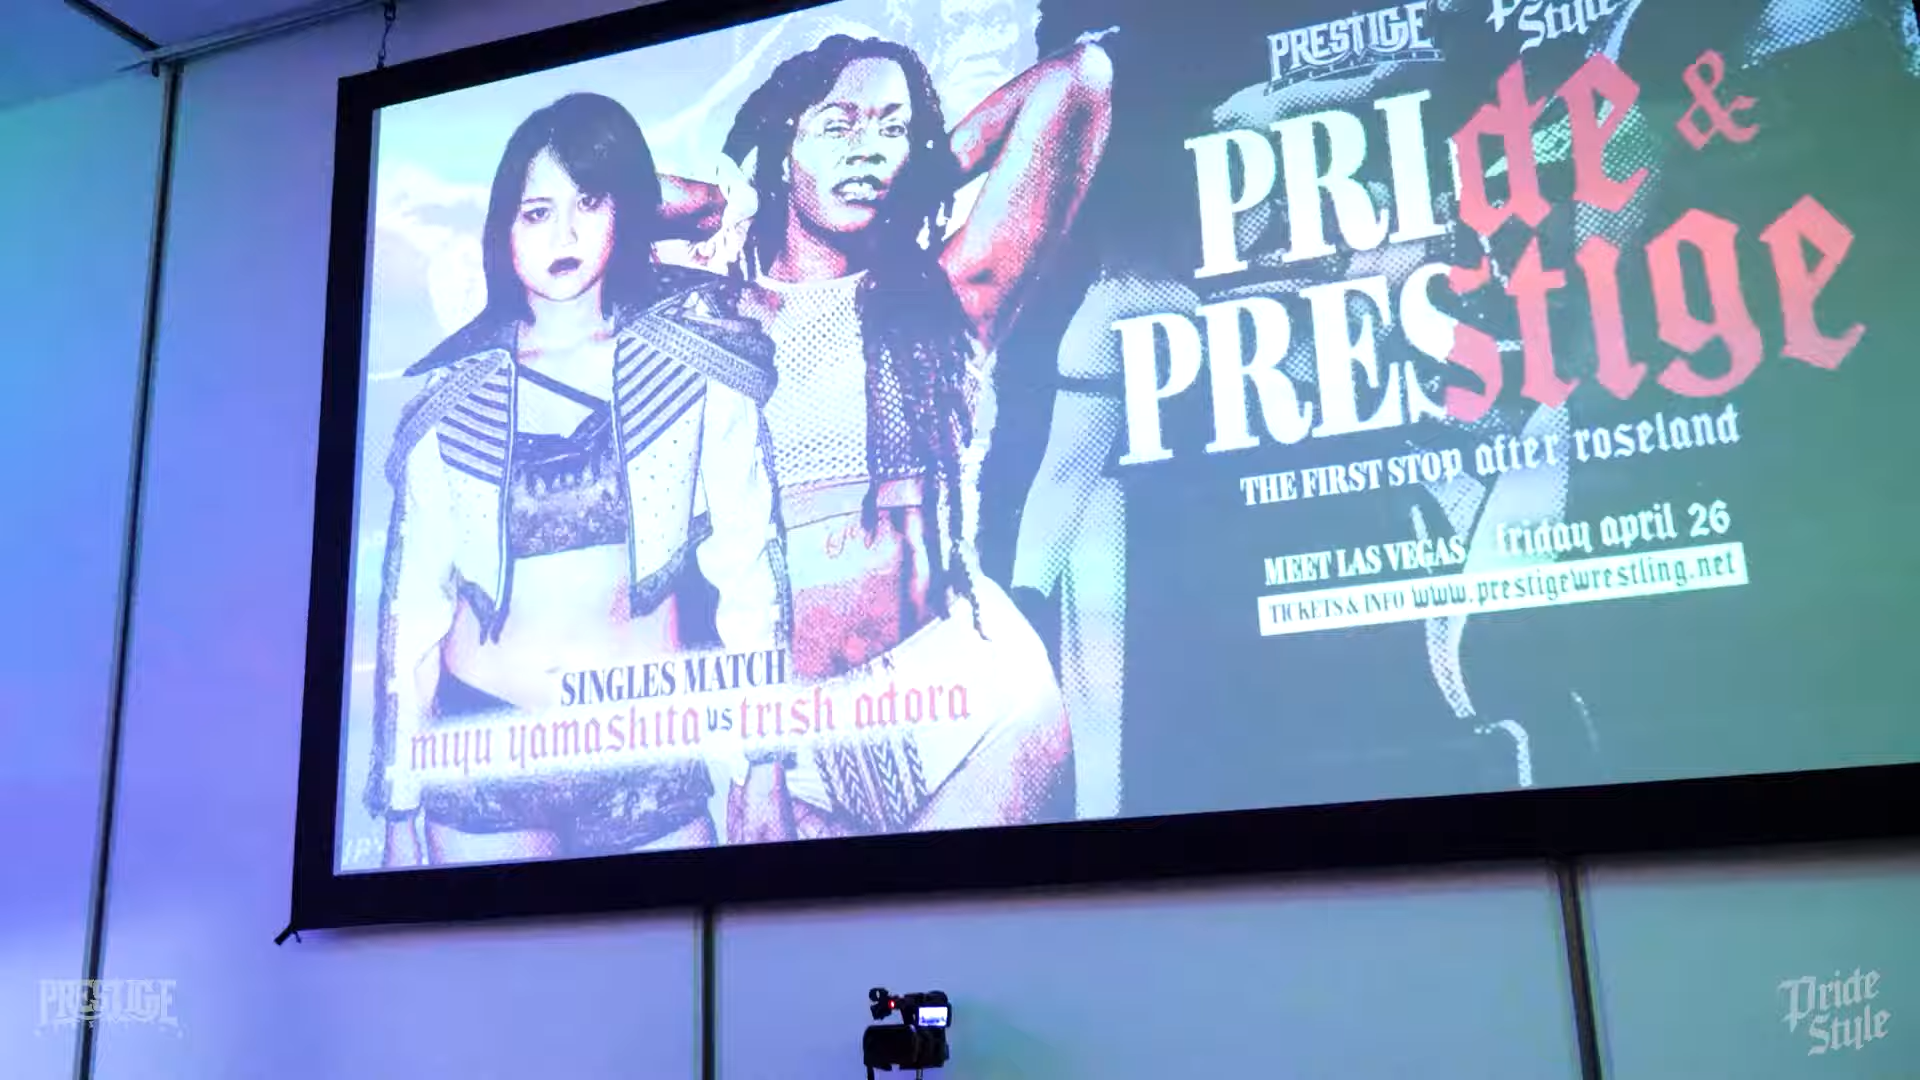 PRESTIGE
Pride Style
PRIde &
PREStige
THE FIRST STOP after roseland
MEET LAS VEGAS friday april 26
TICKETS & INFO www.prestigewrestling.net
SINGLES MATCH
miyu yamashita vs trish adora
PRESTIGE
Pride
Style